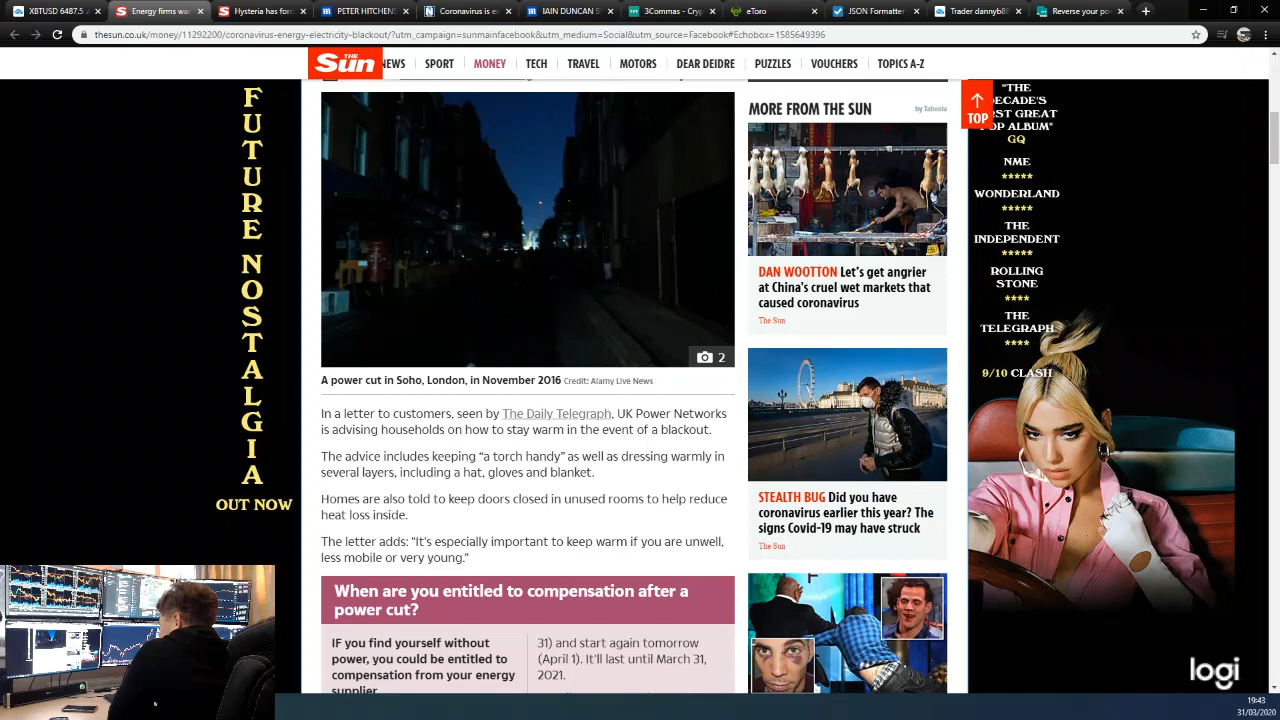 XBTUSD 6487.5
Energy firms wa
Hysteria has for
PETER HITCHENS
Coronavirus is e
IAIN DUNCAN S
3Commas - Cryp
eToro
JSON Formatter
Trader dannyb8
Reverse your po
thesun.co.uk/money/11292200/coronavirus-energy-electricity-blackout/?utm_campaign=sunmainfacebook&utm_medium=Social&utm_source=Facebook#Echobox=1585649396
THE Sun
NEWS
SPORT
MONEY
TECH
TRAVEL
MOTORS
DEAR DEIDRE
PUZZLES
VOUCHERS
TOPICS A-Z
FUTURE NOSTALGIA
OUT NOW
2
A power cut in Soho, London, in November 2016 Credit: Alamy Live News
In a letter to customers, seen by The Daily Telegraph, UK Power Networks
is advising households on how to stay warm in the event of a blackout.
The advice includes keeping “a torch handy” as well as dressing warmly in
several layers, including a hat, gloves and blanket.
Homes are also told to keep doors closed in unused rooms to help reduce
heat loss inside.
The letter adds: "It's especially important to keep warm if you are unwell,
less mobile or very young."
When are you entitled to compensation after a
power cut?
IF you find yourself without
power, you could be entitled to
compensation from your energy
supplier
31) and start again tomorrow
(April 1). It'll last until March 31,
2021.
MORE FROM THE SUN
by Taboola
DAN WOOTTON Let’s get angrier
at China’s cruel wet markets that
caused coronavirus
The Sun
STEALTH BUG Did you have
coronavirus earlier this year? The
signs Covid-19 may have struck
The Sun
TOP
"THE
DECADE'S
POP ALBUM"
GQ
NME
*****
WONDERLAND
*****
THE
INDEPENDENT
*****
ROLLING
STONE
****
THE
TELEGRAPH
****
9/10 CLASH
logi
19:43
31/03/2020